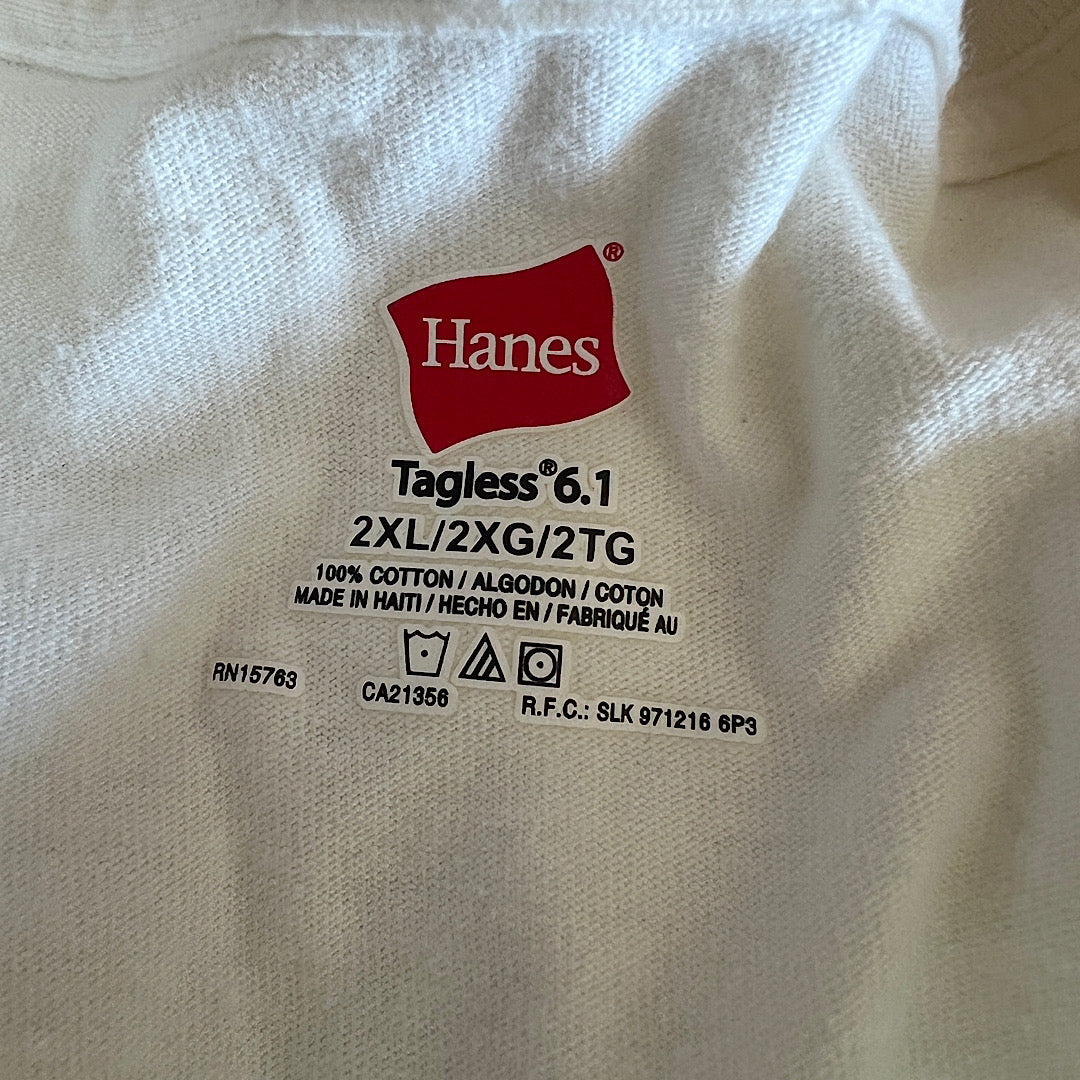 Hanes®
Tagless®6.1
2XL/2XG/2TG
100% COTTON / ALGODON / COTON
MADE IN HAITI / HECHO EN / FABRIQUÉ AU
RN15763
CA21356
R.F.C.: SLK 971216 6P3